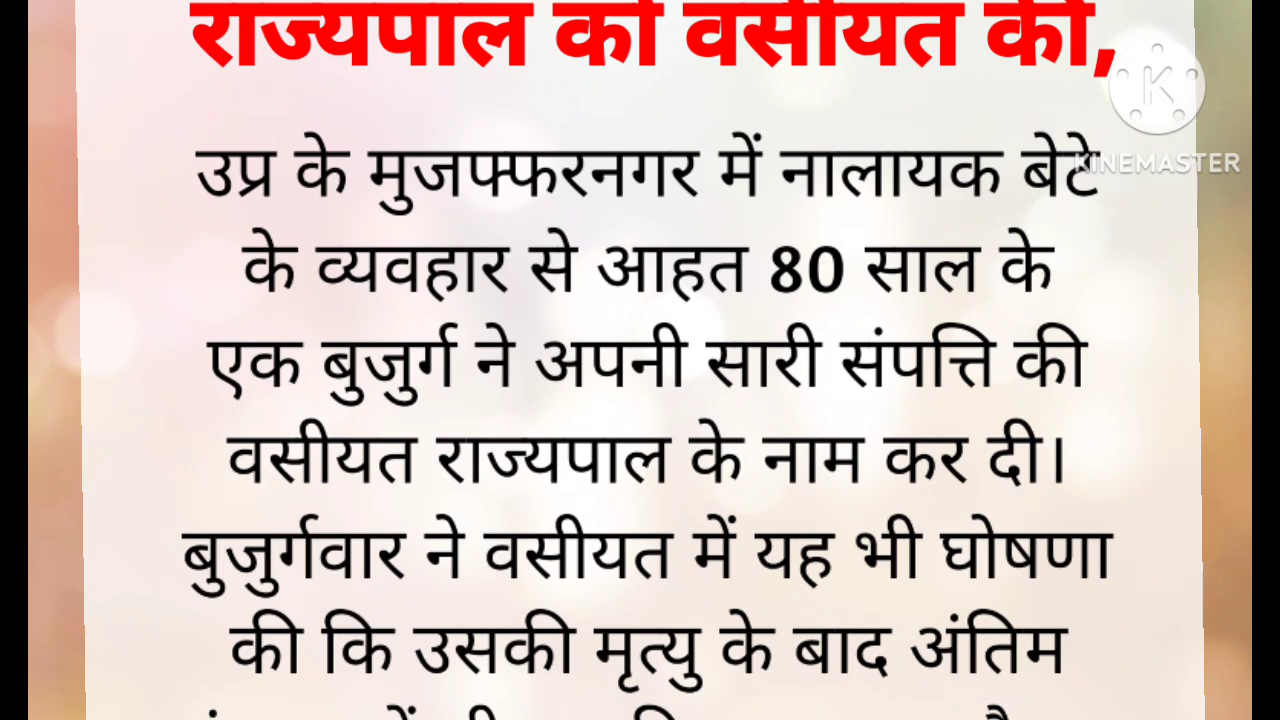 राज्यपाल को वसीयत की,
K
KINEMASTER
उप्र के मुजफ्फरनगर में नालायक बेटे
के व्यवहार से आहत 80 साल के
एक बुजुर्ग ने अपनी सारी संपत्ति की
वसीयत राज्यपाल के नाम कर दी।
बुजुर्गवार ने वसीयत में यह भी घोषणा
की कि उसकी मृत्यु के बाद अंतिम